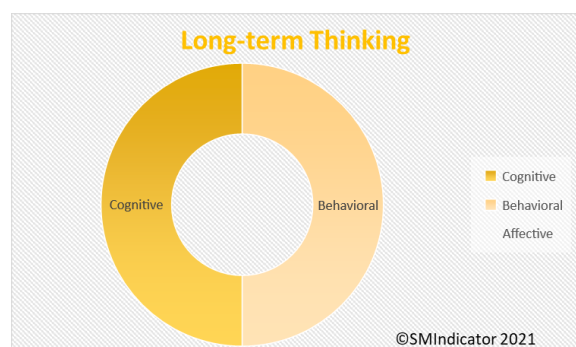 Long-term Thinking
Cognitive
Behavioral
Cognitive
Behavioral
Affective
©SMIndicator 2021